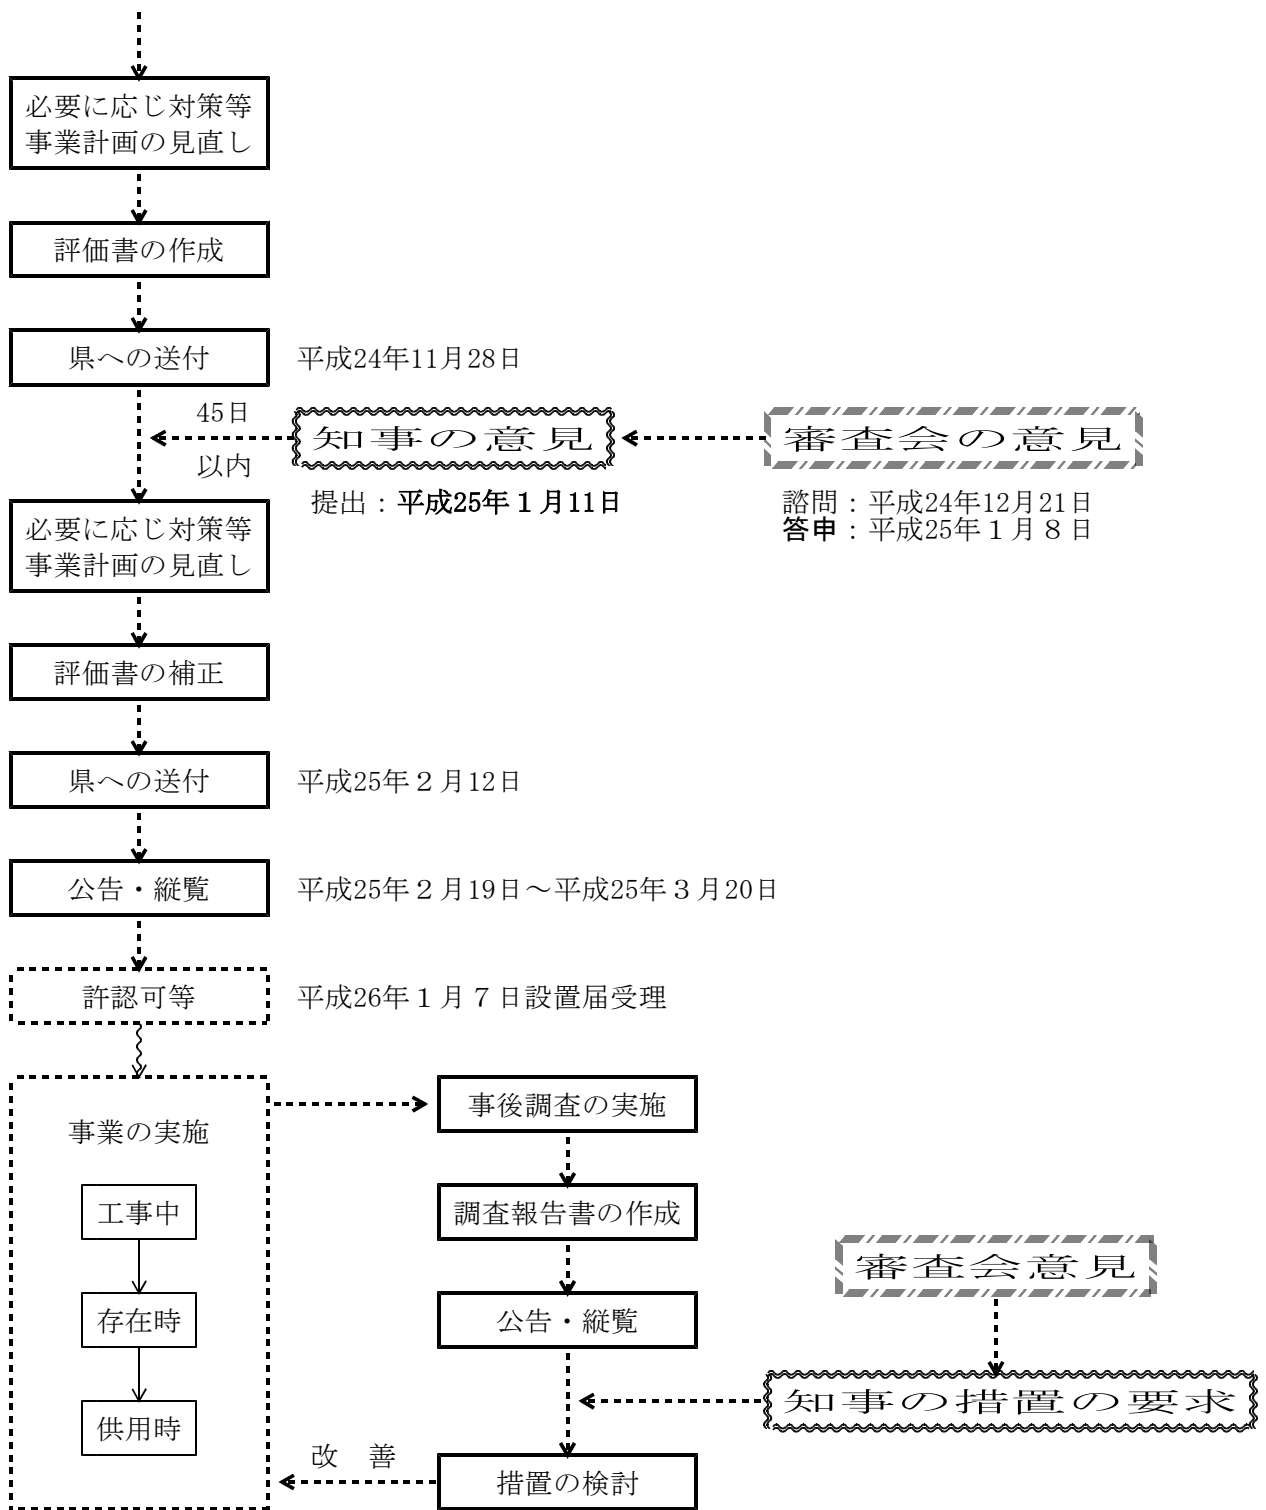 必要に応じ対策等
事業計画の見直し
評価書の作成
県への送付
平成24年11月28日
45日
以内
知事の意見
審査会の意見
提出：平成25年１月11日
諮問：平成24年12月21日
答申：平成25年１月８日
必要に応じ対策等
事業計画の見直し
評価書の補正
県への送付
平成25年２月12日
公告・縦覧
平成25年２月19日～平成25年３月20日
許認可等
平成26年１月７日設置届受理
事業の実施
工事中
存在時
供用時
事後調査の実施
調査報告書の作成
公告・縦覧
審査会意見
知事の措置の要求
改　善
措置の検討